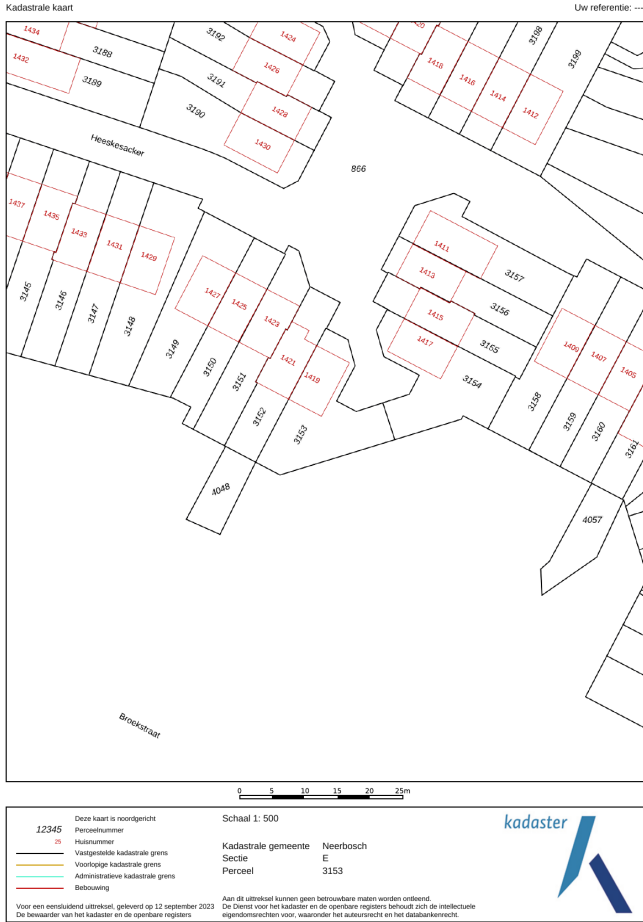 Kadastrale kaart
Uw referentie: ---
1434
3188
3192
1424
1432
3189
3191
1426
1428
3190
1430
1420
1418
1416
1414
1412
3198
3199
Heeskesacker
866
1437
1435
1433
1431
1429
3145
3146
3147
3148
3149
1427
1425
1423
1421
1419
3150
3151
3152
3153
4048
1411
1413
1415
1417
3157
3156
3155
3154
1409
1407
1405
3158
3159
3160
3161
4057
Broekstraat
0 5 10 15 20 25m
Deze kaart is noordgericht
12345 Perceelnummer
25 Huisnummer
Vastgestelde kadastrale grens
Voorlopige kadastrale grens
Administratieve kadastrale grens
Bebouwing
Voor een eensluidend uittreksel, geleverd op 12 september 2023
De bewaarder van het kadaster en de openbare registers
Schaal 1: 500
Kadastrale gemeente Neerbosch
Sectie E
Perceel 3153
Aan dit uittreksel kunnen geen betrouwbare maten worden ontleend.
De Dienst voor het kadaster en de openbare registers behoudt zich de intellectuele
eigendomsrechten voor, waaronder het auteursrecht en het databankenrecht.
kadaster